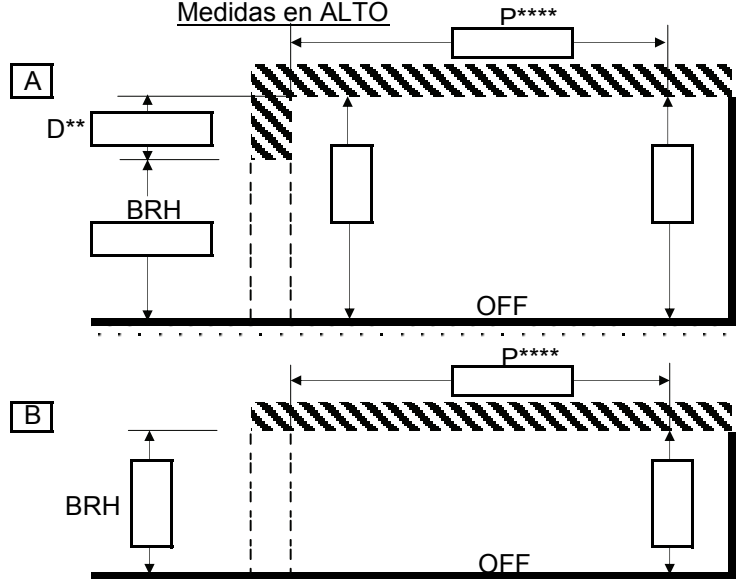 Medidas en ALTO
P****
A
D**
BRH
OFF
P****
B
BRH
OFF